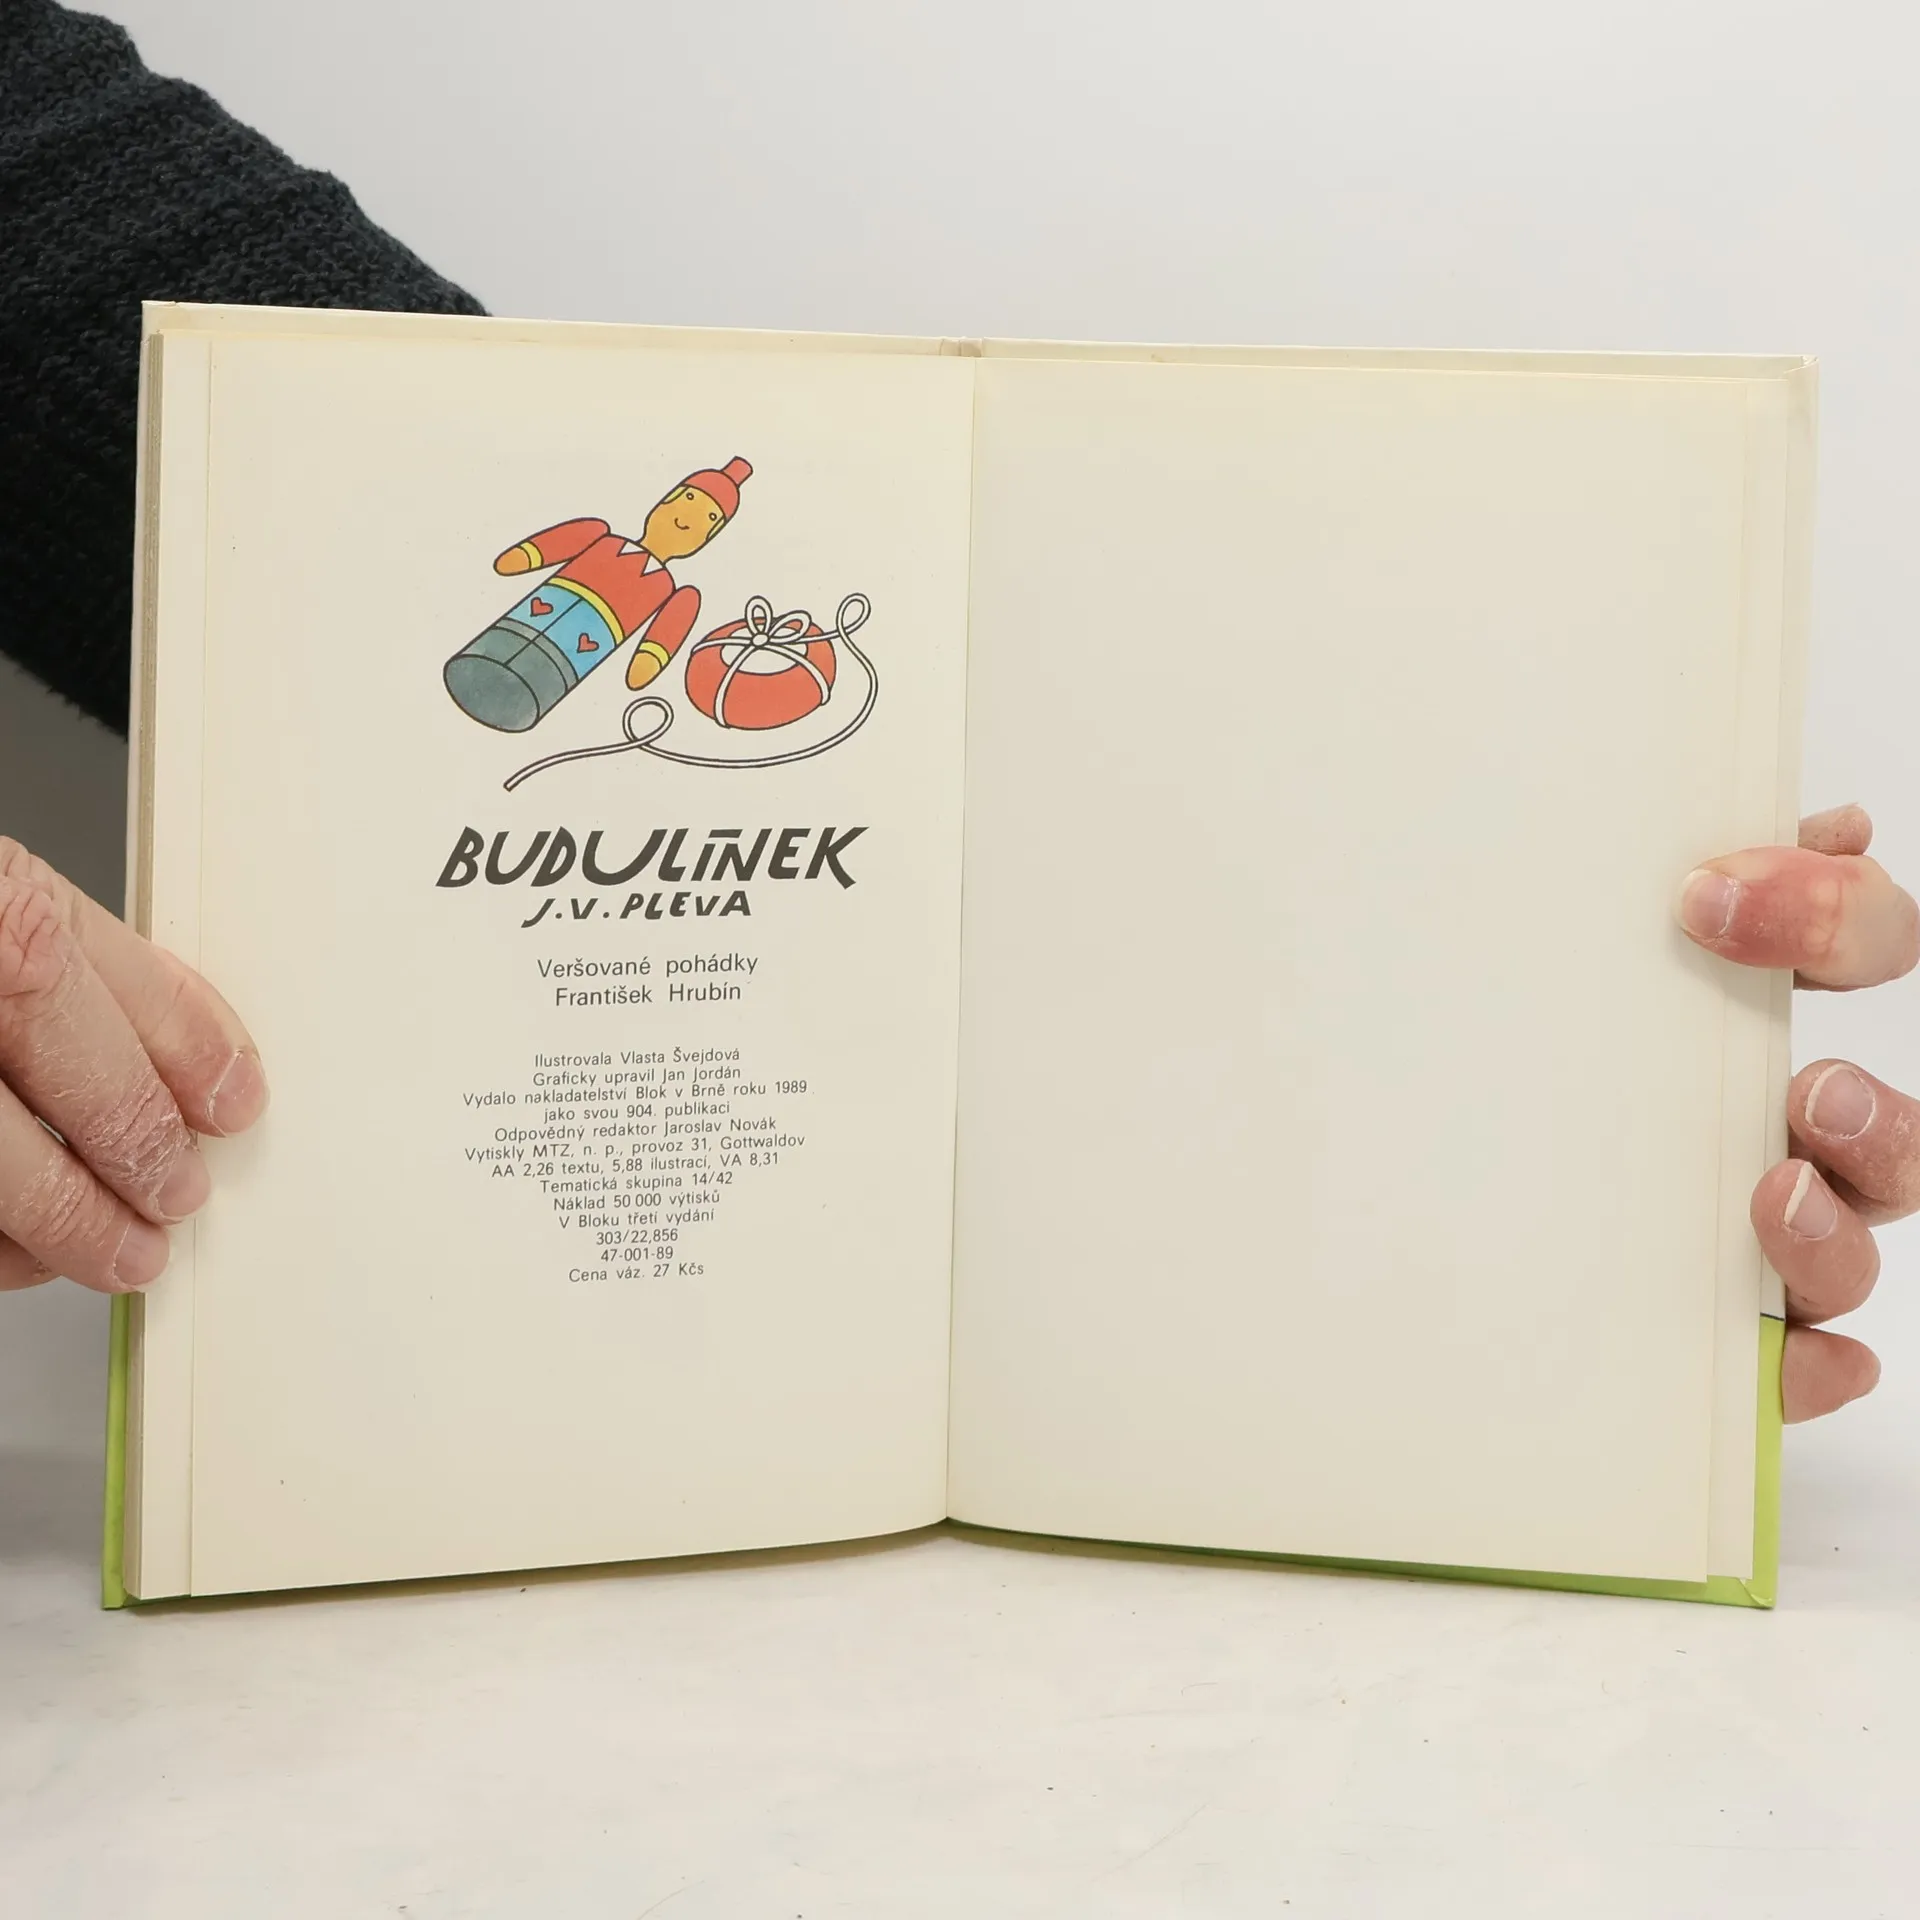 BUDULÍNEK
J.V. PLEVA
Veršované pohádky
František Hrubín
Ilustrovala Vlasta Švejdová
Graficky upravil Jan Jordán
Vydalo nakladatelství Blok v Brně roku 1989
jako svou 904. publikaci
Odpovědný redaktor Jaroslav Novák
Vytiskly MTZ, n. p., provoz 31, Gottwaldov
AA 2,26 textu, 5,88 ilustrací, VA 8,31
Tematická skupina 14/42
Náklad 50 000 výtisků
V Bloku třetí vydání
303/22,856
47-001-89
Cena váz. 27 Kčs